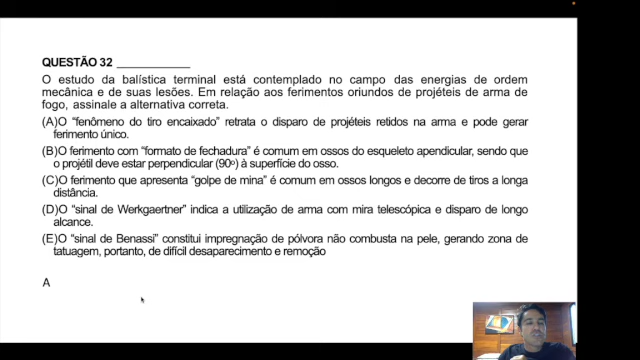 QUESTÃO 32 ____________
O estudo da balística terminal está contemplado no campo das energias de ordem
mecânica e de suas lesões. Em relação aos ferimentos oriundos de projéteis de arma de
fogo, assinale a alternativa correta.
(A)O “fenômeno do tiro encaixado” retrata o disparo de projéteis retidos na arma e pode gerar
ferimento único.
(B)O ferimento com “formato de fechadura” é comum em ossos do esqueleto apendicular, sendo que
o projétil deve estar perpendicular (90º) à superfície do osso.
(C)O ferimento que apresenta “golpe de mina” é comum em ossos longos e decorre de tiros a longa
distância.
(D)O “sinal de Werkgaertner” indica a utilização de arma com mira telescópica e disparo de longo
alcance.
(E)O “sinal de Benassi” constitui impregnação de pólvora não combusta na pele, gerando zona de
tatuagem, portanto, de difícil desaparecimento e remoção
A